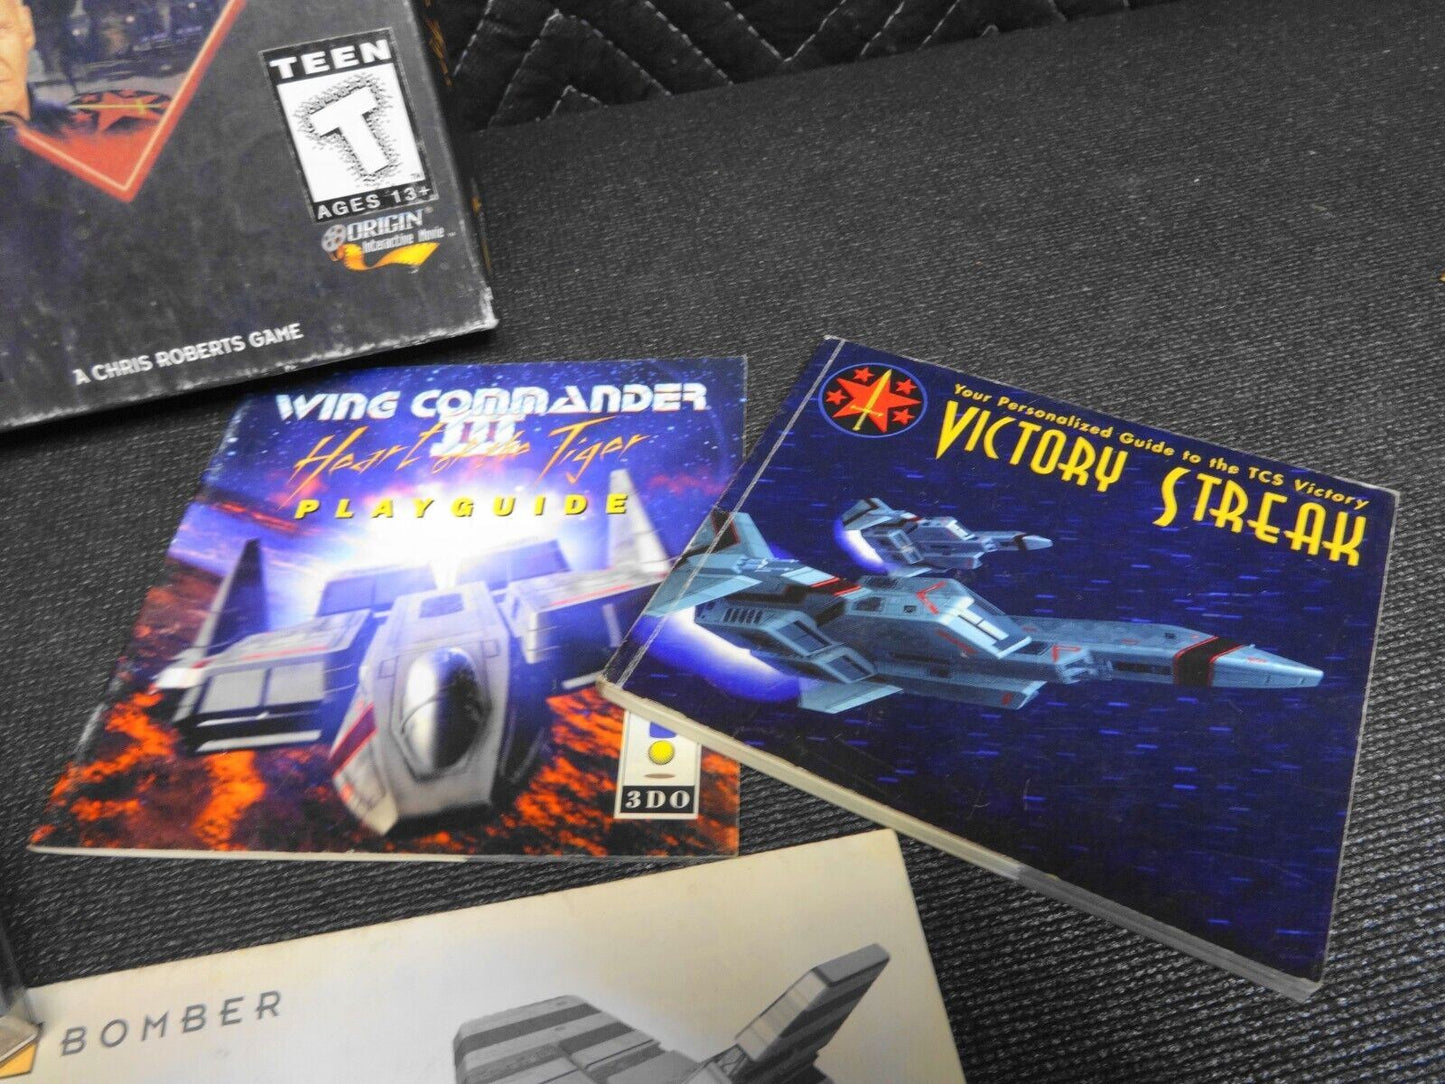 TEEN
T
AGES 13+
ORIGIN
Interactive Movie
A CHRIS ROBERTS GAME
WING COMMANDER
III
Heart of the Tiger
PLAYGUIDE
3DO
Your Personalized Guide to the TCS Victory
VICTORY STREAK
BOMBER